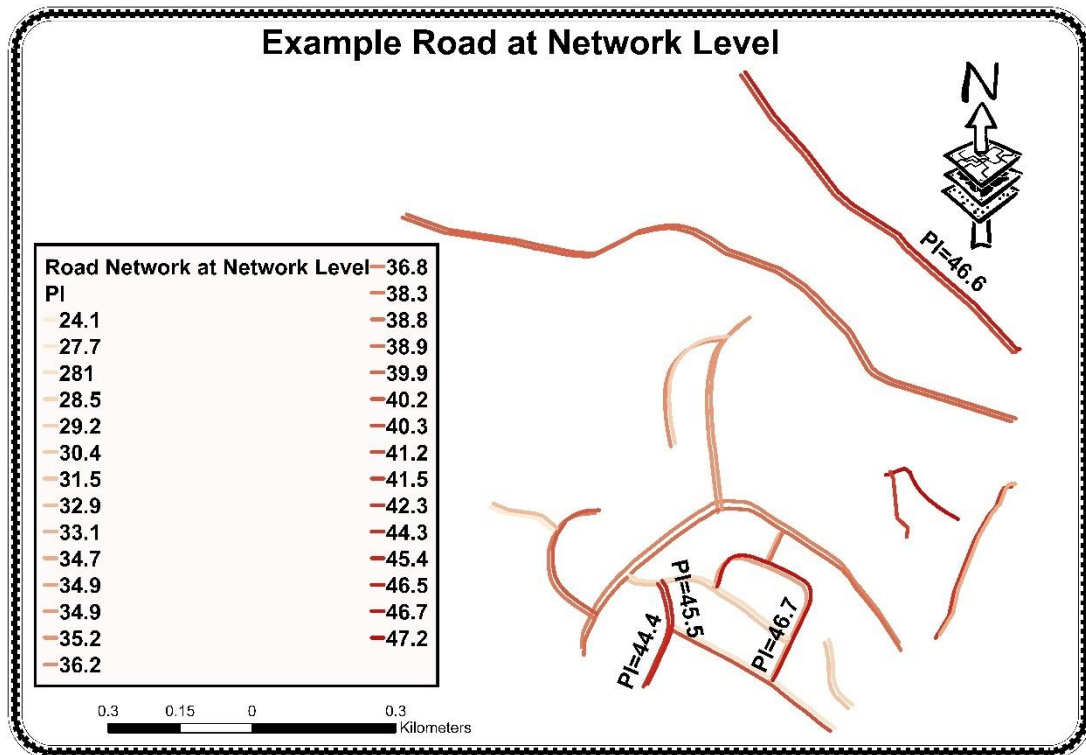 Example Road at Network Level
N
PI=46.6
Road Network at Network Level
PI
24.1
27.7
281
28.5
29.2
30.4
31.5
32.9
33.1
34.7
34.9
34.9
35.2
36.2
36.8
38.3
38.8
38.9
39.9
40.2
40.3
41.2
41.5
42.3
44.3
45.4
46.5
46.7
47.2
PI=44.4
PI=45.5
PI=46.7
0.3 0.15 0 0.3
Kilometers